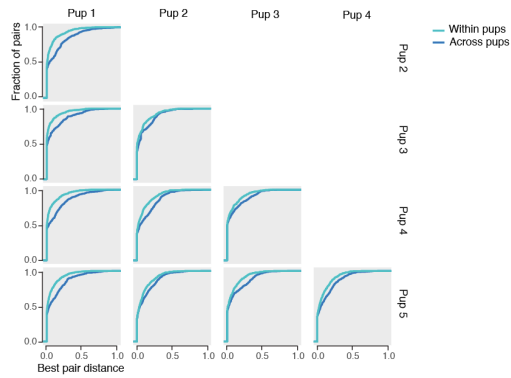 Pup 1 Pup 2 Pup 3 Pup 4
Within pups
Across pups
Fraction of pairs
1.0
0.5
0.0
Pup 2
1.0
0.5
0.0
Pup 3
1.0
0.5
0.0
Pup 4
1.0
0.5
0.0
Pup 5
0.0 0.5 1.0 0.0 0.5 1.0 0.0 0.5 1.0 0.0 0.5 1.0
Best pair distance